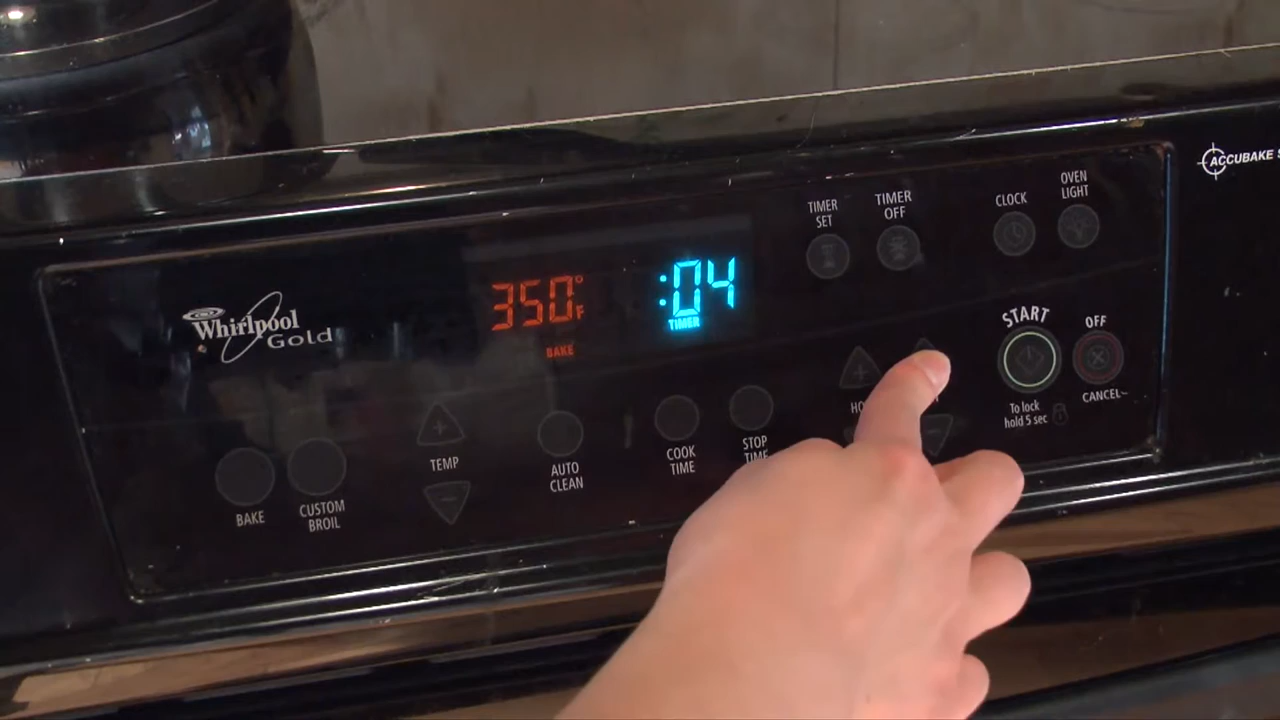 ACCUBAKE
TIMER
SET
TIMER
OFF
CLOCK
OVEN
LIGHT
Whirlpool
Gold
350°F
BAKE
:04
TIMER
START
To lock
hold 5 sec
OFF
CANCEL
TEMP
AUTO
CLEAN
COOK
TIME
STOP
TIME
BAKE
CUSTOM
BROIL